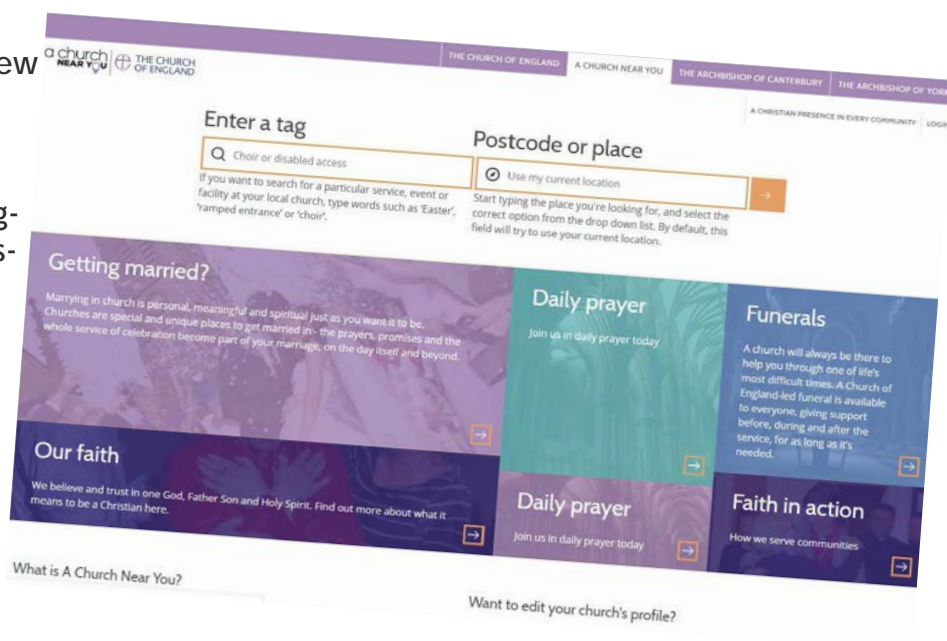 ew
g-
s-
a church
NEAR YOU
THE CHURCH
OF ENGLAND
THE CHURCH OF ENGLAND
A CHURCH NEAR YOU
THE ARCHBISHOP OF CANTERBURY
THE ARCHBISHOP OF YORK
A CHRISTIAN PRESENCE IN EVERY COMMUNITY
LOGIN
Enter a tag
Choir or disabled access
If you want to search for a particular service, event or
facility at your local church, type words such as 'Easter',
'ramped entrance' or 'choir'.
Postcode or place
Use my current location
Start typing the place you're looking for, and select the
correct option from the drop down list. By default, this
field will try to use your current location.
Getting married?
Marrying in church is personal, meaningful and spiritual just as you want it to be.
Churches are special and unique places to get married in - the prayers, promises and the
whole service of celebration become part of your marriage, on the day itself and beyond.
Daily prayer
Join us in daily prayer today
Funerals
A church will always be there to
help you through one of life's
most difficult times. A Church of
England-led funeral is available
to everyone, giving support
before, during and after the
service, for as long as it's
needed.
Our faith
We believe and trust in one God, Father Son and Holy Spirit. Find out more about what it
means to be a Christian here.
Daily prayer
Join us in daily prayer today
Faith in action
How we serve communities
What is A Church Near You?
Want to edit your church's profile?